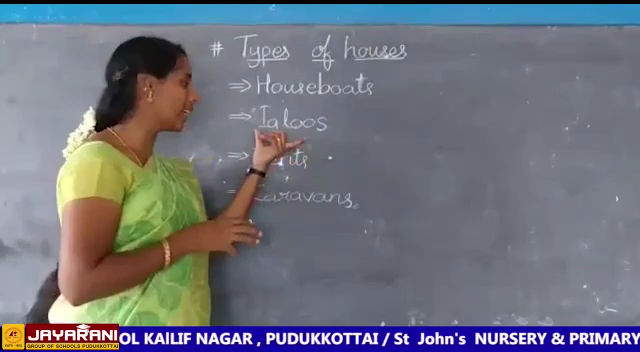 # Types of houses
⇒ Houseboats
⇒ Igloos
⇒
Caravans
JAYARANI
GROUP OF SCHOOLS PUDUKKOTTAI
OL KAILIF NAGAR , PUDUKKOTTAI / St John's NURSERY & PRIMARY